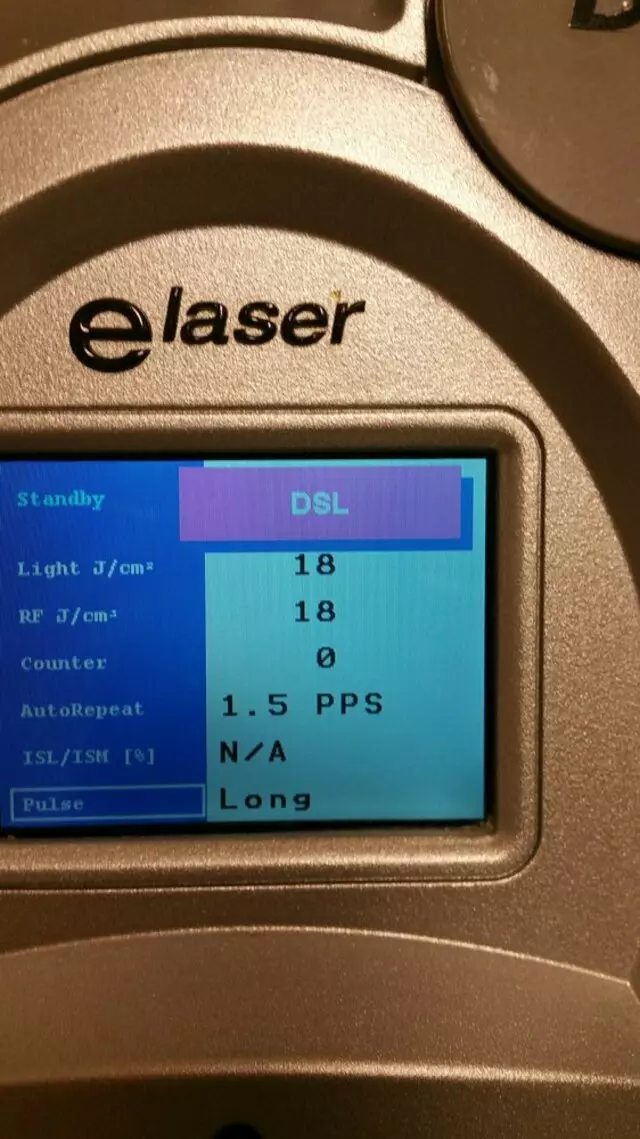 elaser
Standby DSL
Light J/cm² 18
RF J/cm³ 18
Counter 0
AutoRepeat 1.5 PPS
ISL/ISM [%] N/A
Pulse Long